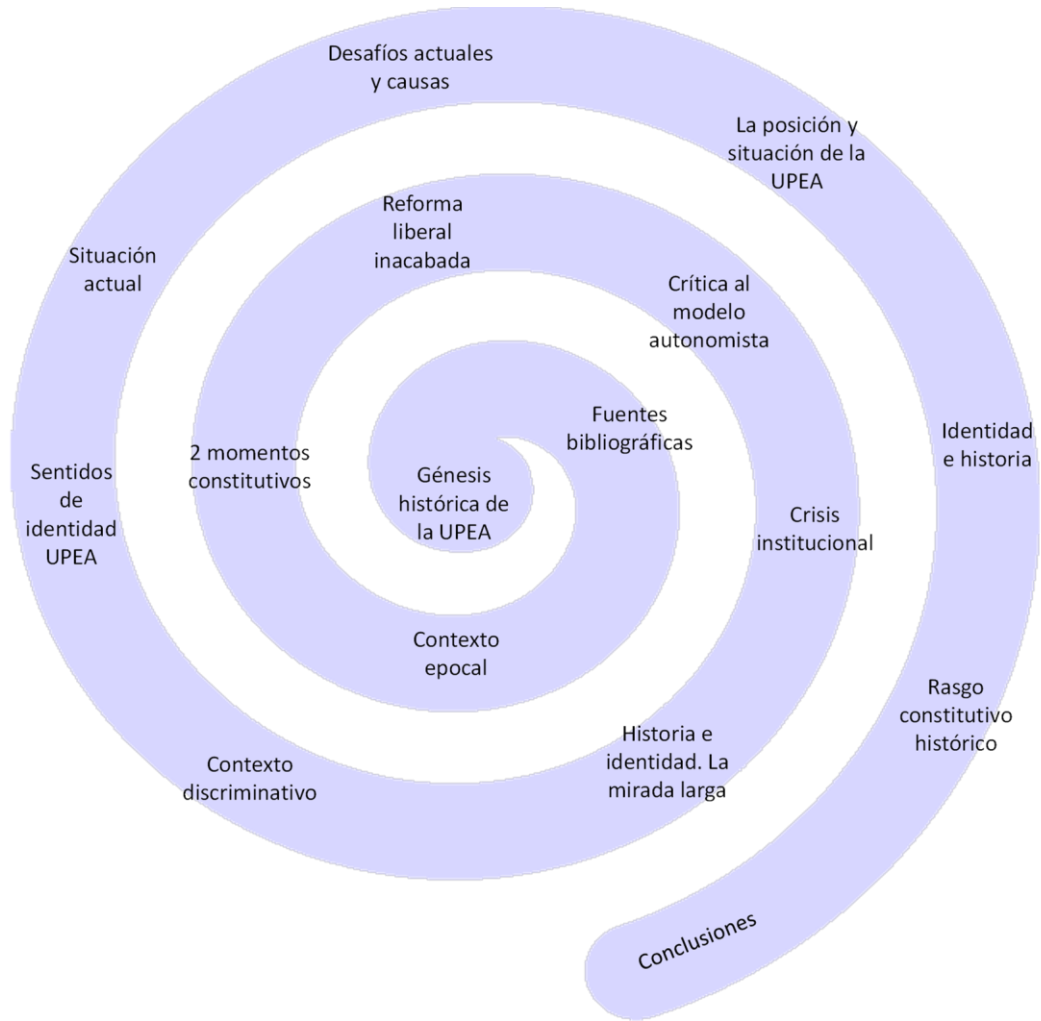 Génesis
histórica de
la UPEA
Fuentes
bibliográficas
Contexto
epocal
2 momentos
constitutivos
Reforma
liberal
inacabada
Crítica al
modelo
autonomista
Crisis
institucional
Historia e
identidad. La
mirada larga
Contexto
discriminativo
Sentidos
de
identidad
UPEA
Situación
actual
Desafíos actuales
y causas
La posición y
situación de la
UPEA
Identidad
e historia
Rasgo
constitutivo
histórico
Conclusiones